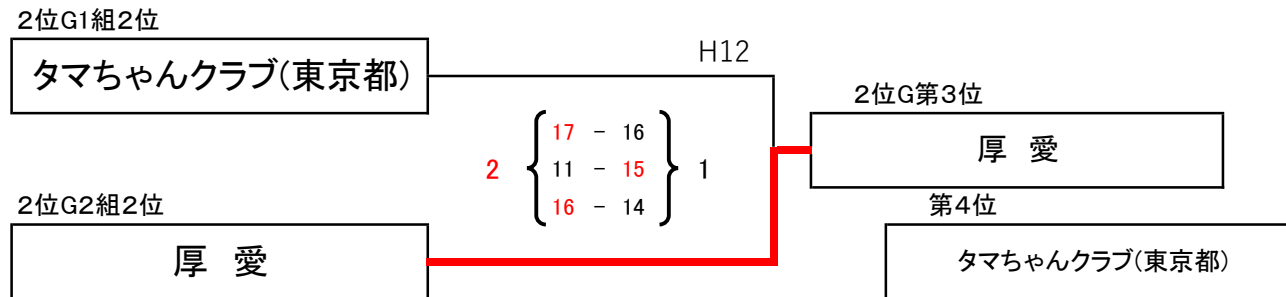 2位G1組2位
タマちゃんクラブ(東京都)
H12
2位G第3位
厚 愛
17 － 16
2 11 － 15 1
16 － 14
2位G2組2位
厚 愛
第4位
タマちゃんクラブ(東京都)